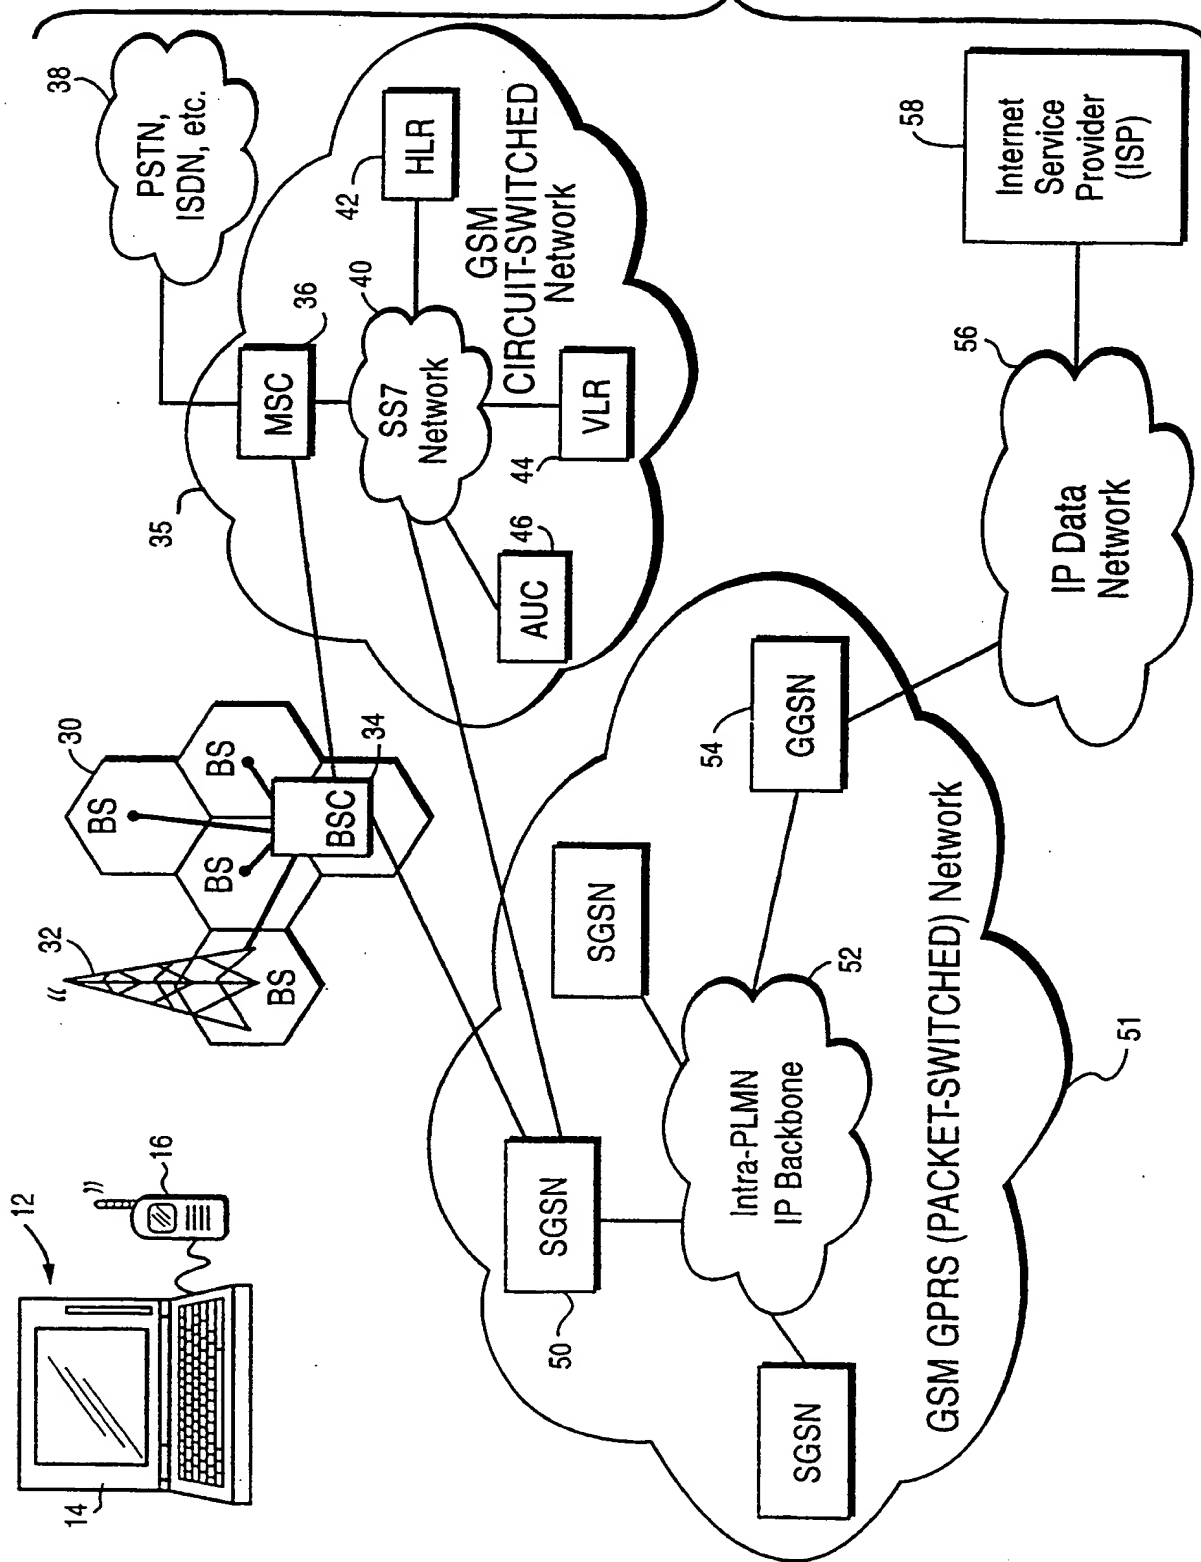 12
14
16
32
BS
BS
BS
BS
30
BSC
34
38
PSTN,
ISDN, etc.
35
MSC
36
40
SS7
Network
42
HLR
GSM
CIRCUIT-SWITCHED
Network
44
VLR
46
AUC
50
SGSN
SGSN
SGSN
Intra-PLMN
IP Backbone
52
54
GGSN
GSM GPRS (PACKET-SWITCHED) Network
51
56
IP Data
Network
58
Internet
Service
Provider
(ISP)